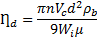 η_d = πnV_c d²ρ_b / 9W_i μ